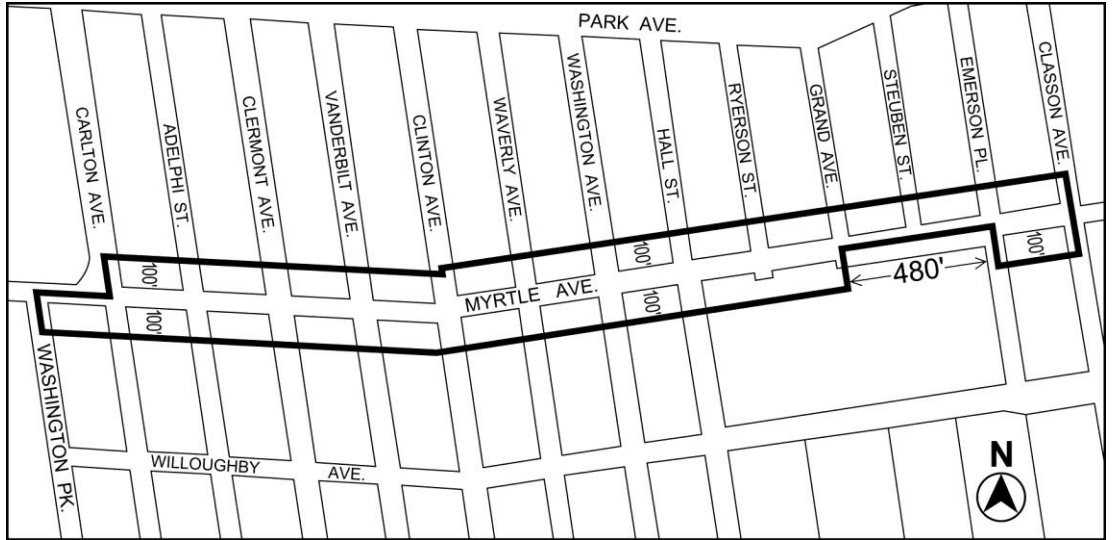 PARK AVE.
CARLTON AVE.
ADELPHI ST.
CLERMONT AVE.
VANDERBILT AVE.
CLINTON AVE.
WAVERLY AVE.
WASHINGTON AVE.
HALL ST.
RYERSON ST.
GRAND AVE.
STEUBEN ST.
EMERSON PL.
CLASSON AVE.
100'
100'
MYRTLE AVE.
480'
100'
100'
WASHINGTON PK.
WILLOUGHBY AVE.
N